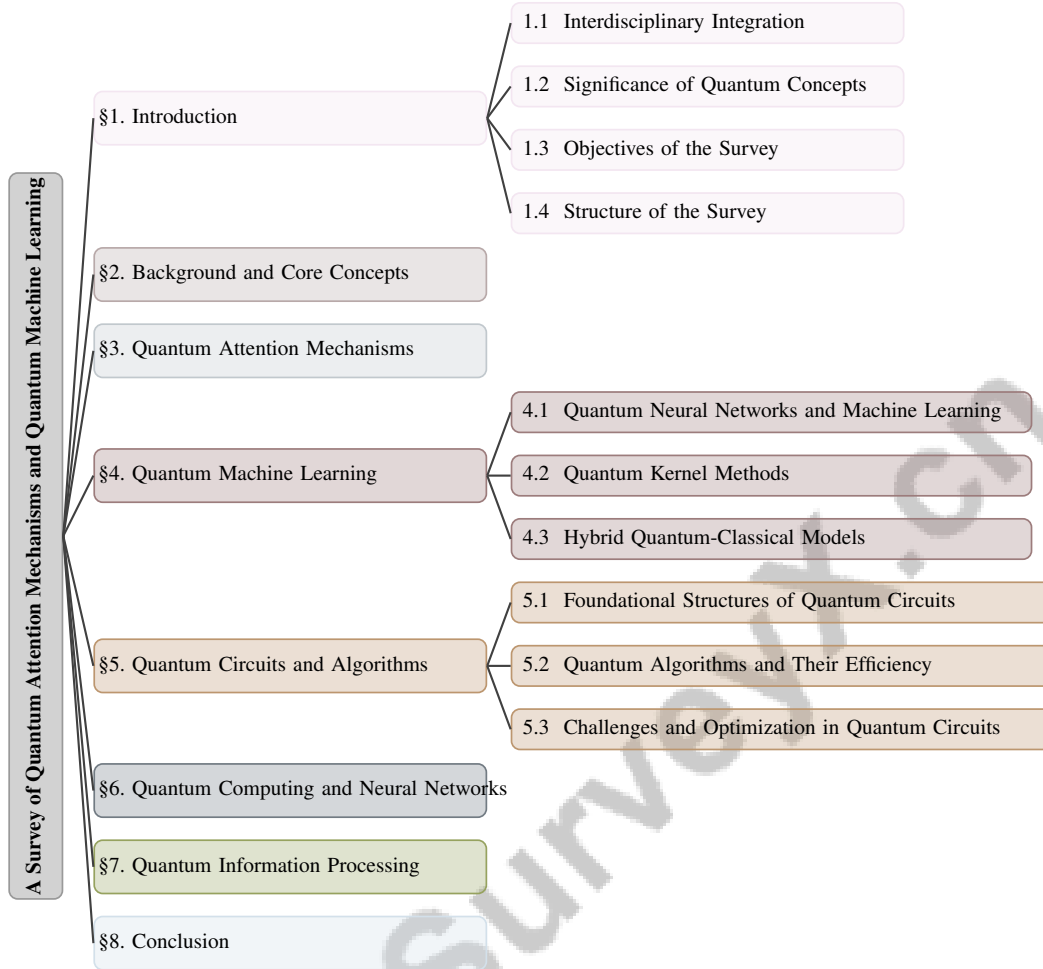 A Survey of Quantum Attention Mechanisms and Quantum Machine Learning
§1. Introduction
1.1 Interdisciplinary Integration
1.2 Significance of Quantum Concepts
1.3 Objectives of the Survey
1.4 Structure of the Survey
§2. Background and Core Concepts
§3. Quantum Attention Mechanisms
§4. Quantum Machine Learning
4.1 Quantum Neural Networks and Machine Learning
4.2 Quantum Kernel Methods
4.3 Hybrid Quantum-Classical Models
§5. Quantum Circuits and Algorithms
5.1 Foundational Structures of Quantum Circuits
5.2 Quantum Algorithms and Their Efficiency
5.3 Challenges and Optimization in Quantum Circuits
§6. Quantum Computing and Neural Networks
§7. Quantum Information Processing
§8. Conclusion
SurveyX.cn